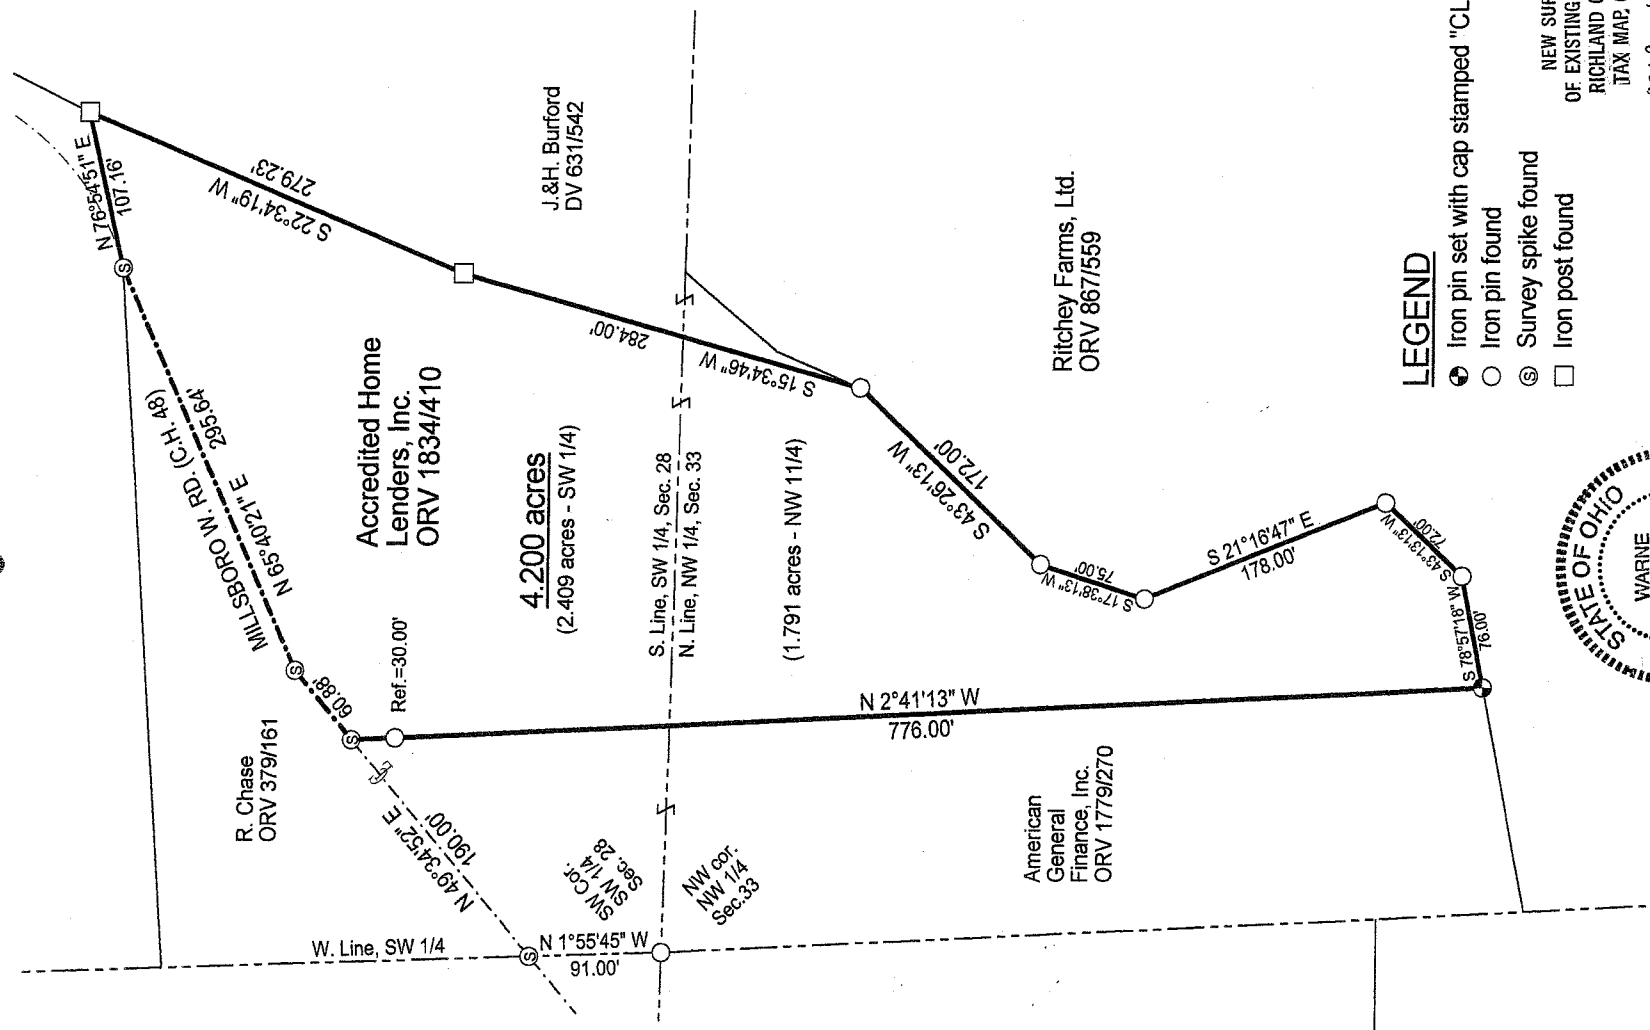 N 76°54'51" E
107.16'
S 22°34'19" W
279.23'
J.&H. Burford
DV 631/542
MILLSBORO W. RD. (C.H. 48)
N 65°40'21" E 295.64'
Accredited Home
Lenders, Inc.
ORV 1834/410
284.00'
S 15°34'46" W
4.200 acres
(2.409 acres - SW 1/4)
S. Line, SW 1/4, Sec. 28
N. Line, NW 1/4, Sec. 33
(1.791 acres - NW 11/4)
60.88'
Ref.=30.00'
R. Chase
ORV 379/161
N 49°34'52" E
190.00'
SW Cor.
SW 1/4
Sec. 28
NW cor.
NW 1/4
Sec.33
W. Line, SW 1/4
N 1°55'45" W
91.00'
N 2°41'13" W
776.00'
American
General
Finance, Inc.
ORV 1779/270
Ritchey Farms, Ltd.
ORV 867/559
S 43°26'13" W
172.00'
S 17°38'13" W
75.00'
S 21°16'47" E
178.00'
S 43°13'13" W
72.00'
S 78°57'18" W
76.00'
LEGEND
Iron pin set with cap stamped "CL
Iron pin found
S Survey spike found
Iron post found
NEW SUR
OF EXISTING
RICHLAND C
TAX MAP,
STATE OF OHIO
WARNE